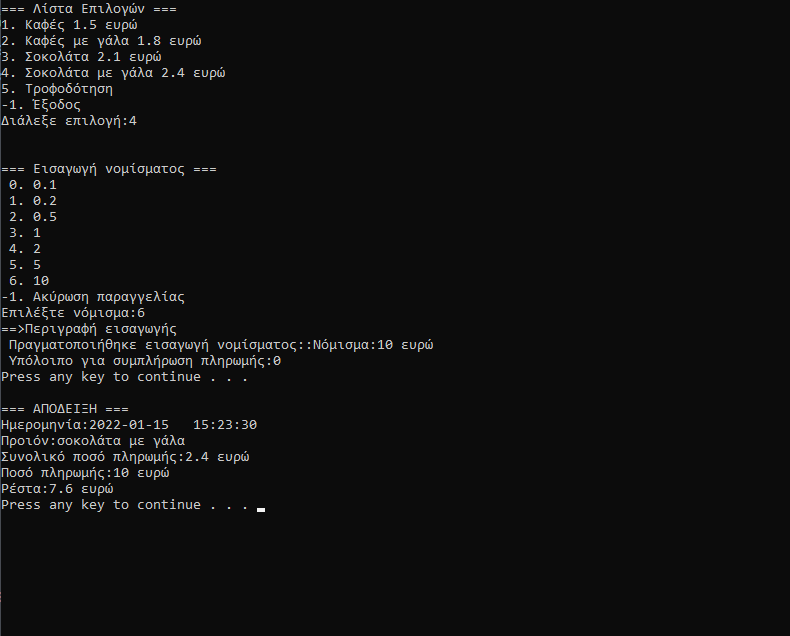 === Λίστα Επιλογών ===
1. Καφές 1.5 ευρώ
2. Καφές με γάλα 1.8 ευρώ
3. Σοκολάτα 2.1 ευρώ
4. Σοκολάτα με γάλα 2.4 ευρώ
5. Τροφοδότηση
-1. Έξοδος
Διάλεξε επιλογή:4
=== Εισαγωγή νομίσματος ===
0. 0.1
1. 0.2
2. 0.5
3. 1
4. 2
5. 5
6. 10
-1. Ακύρωση παραγγελίας
Επιλέξτε νόμισμα:6
==>Περιγραφή εισαγωγής
Πραγματοποιήθηκε εισαγωγή νομίσματος::Νόμισμα:10 ευρώ
Υπόλοιπο για συμπλήρωση πληρωμής:0
Press any key to continue . . .
=== ΑΠΟΔΕΙΞΗ ===
Ημερομηνία:2022-01-15   15:23:30
Προιόν:σοκολάτα με γάλα
Συνολικό ποσό πληρωμής:2.4 ευρώ
Ποσό πληρωμής:10 ευρώ
Ρέστα:7.6 ευρώ
Press any key to continue . . .